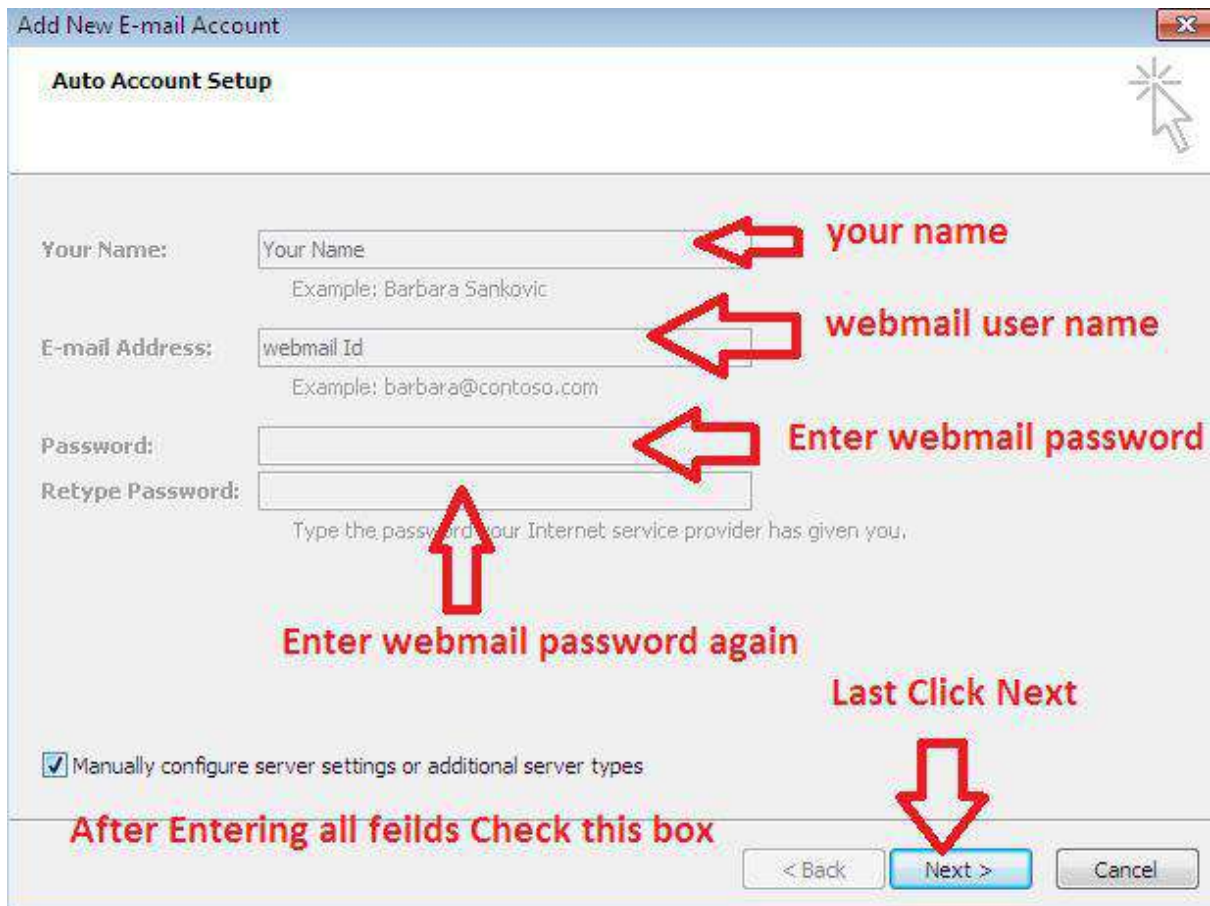 Add New E-mail Account
Auto Account Setup
Your Name: Your Name your name
Example: Barbara Sankovic
E-mail Address: webmail Id webmail user name
Example: barbara@contoso.com
Password: Enter webmail password
Retype Password:
Type the password your Internet service provider has given you.
Enter webmail password again
Last Click Next
Manually configure server settings or additional server types
After Entering all feilds Check this box
< Back Next > Cancel